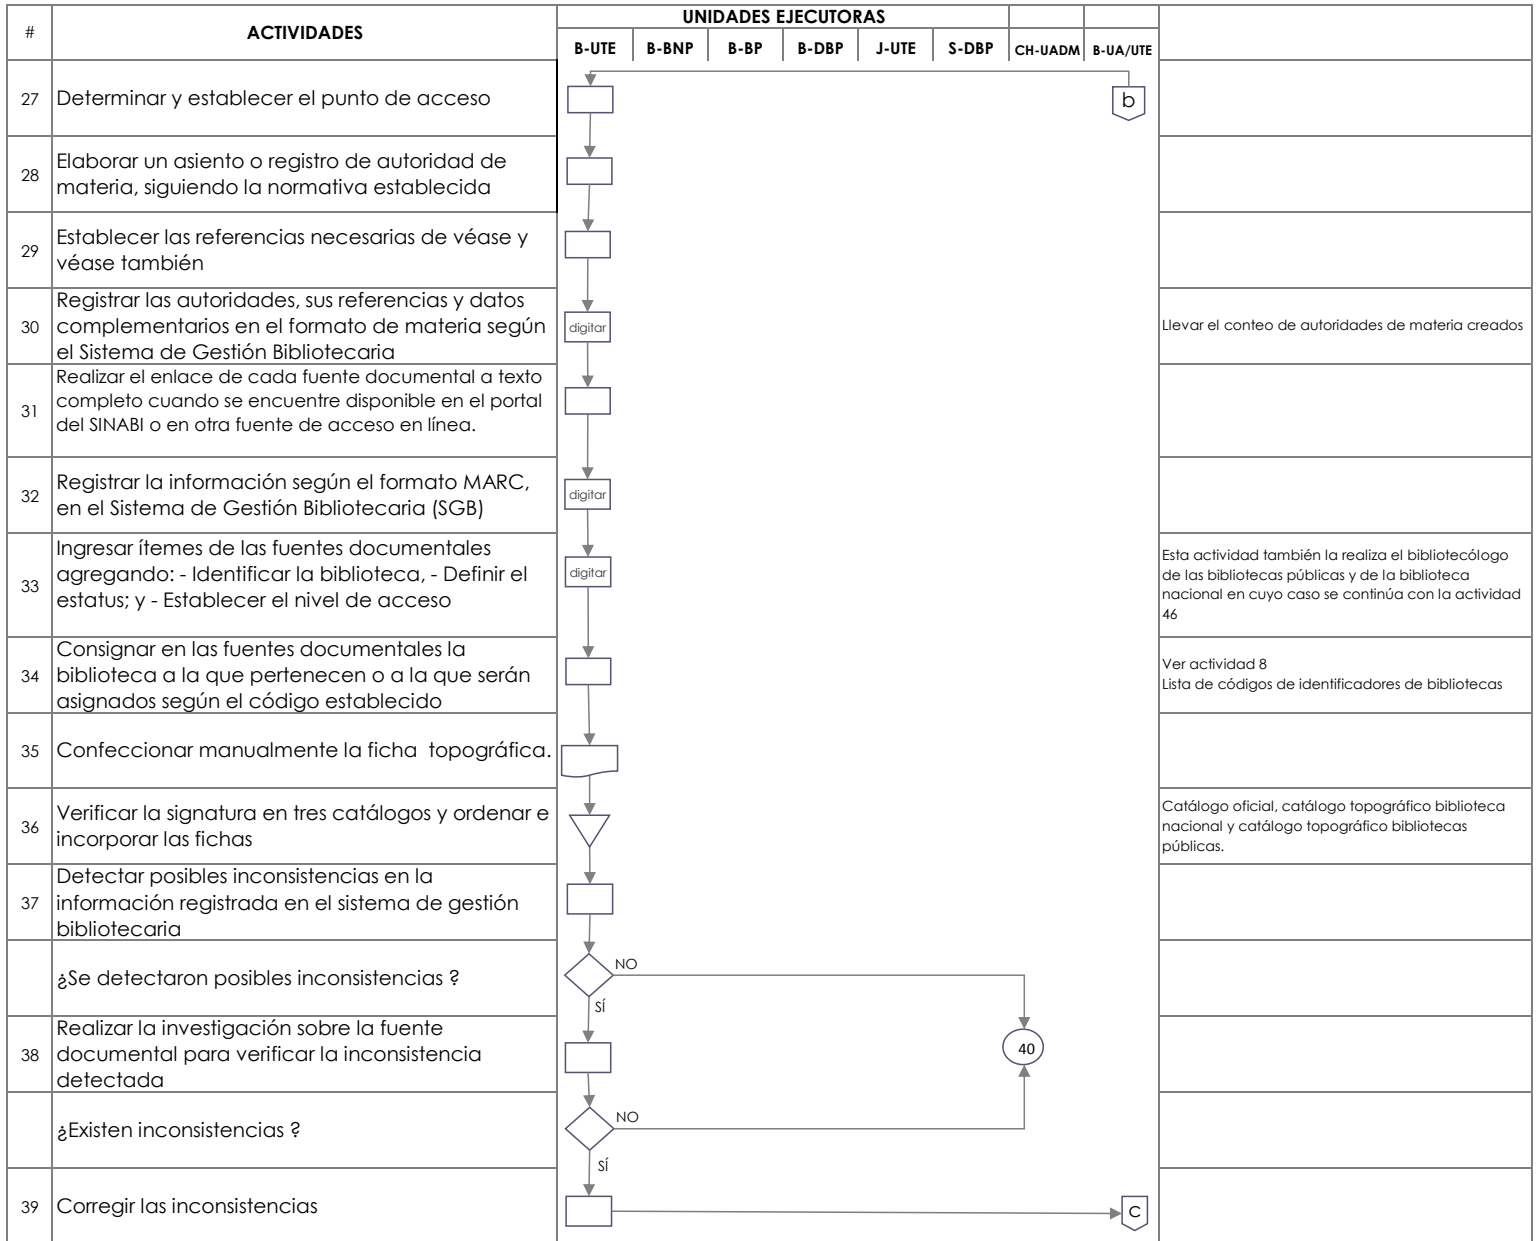 UNIDADES EJECUTORAS
#
ACTIVIDADES
B-UTE
B-BNP
B-BP
B-DBP
J-UTE
S-DBP
CH-UADM
B-UA/UTE
27
Determinar y establecer el punto de acceso
b
28
Elaborar un asiento o registro de autoridad de
materia, siguiendo la normativa establecida
29
Establecer las referencias necesarias de véase y
véase también
30
Registrar las autoridades, sus referencias y datos
complementarios en el formato de materia según
el Sistema de Gestión Bibliotecaria
digitar
Llevar el conteo de autoridades de materia creados
31
Realizar el enlace de cada fuente documental a texto
completo cuando se encuentre disponible en el portal
del SINABI o en otra fuente de acceso en línea.
32
Registrar la información según el formato MARC,
en el Sistema de Gestión Bibliotecaria (SGB)
digitar
33
Ingresar ítemes de las fuentes documentales
agregando: - Identificar la biblioteca, - Definir el
estatus; y - Establecer el nivel de acceso
digitar
Esta actividad también la realiza el bibliotecólogo
de las bibliotecas públicas y de la biblioteca
nacional en cuyo caso se continúa con la actividad
46
34
Consignar en las fuentes documentales la
biblioteca a la que pertenecen o a la que serán
asignados según el código establecido
Ver actividad 8
Lista de códigos de identificadores de bibliotecas
35
Confeccionar manualmente la ficha  topográfica.
36
Verificar la signatura en tres catálogos y ordenar e
incorporar las fichas
Catálogo oficial, catálogo topográfico biblioteca
nacional y catálogo topográfico bibliotecas
públicas.
37
Detectar posibles inconsistencias en la
información registrada en el sistema de gestión
bibliotecaria
¿Se detectaron posibles inconsistencias ?
NO
SÍ
38
Realizar la investigación sobre la fuente
documental para verificar la inconsistencia
detectada
40
¿Existen inconsistencias ?
NO
SÍ
39
Corregir las inconsistencias
C